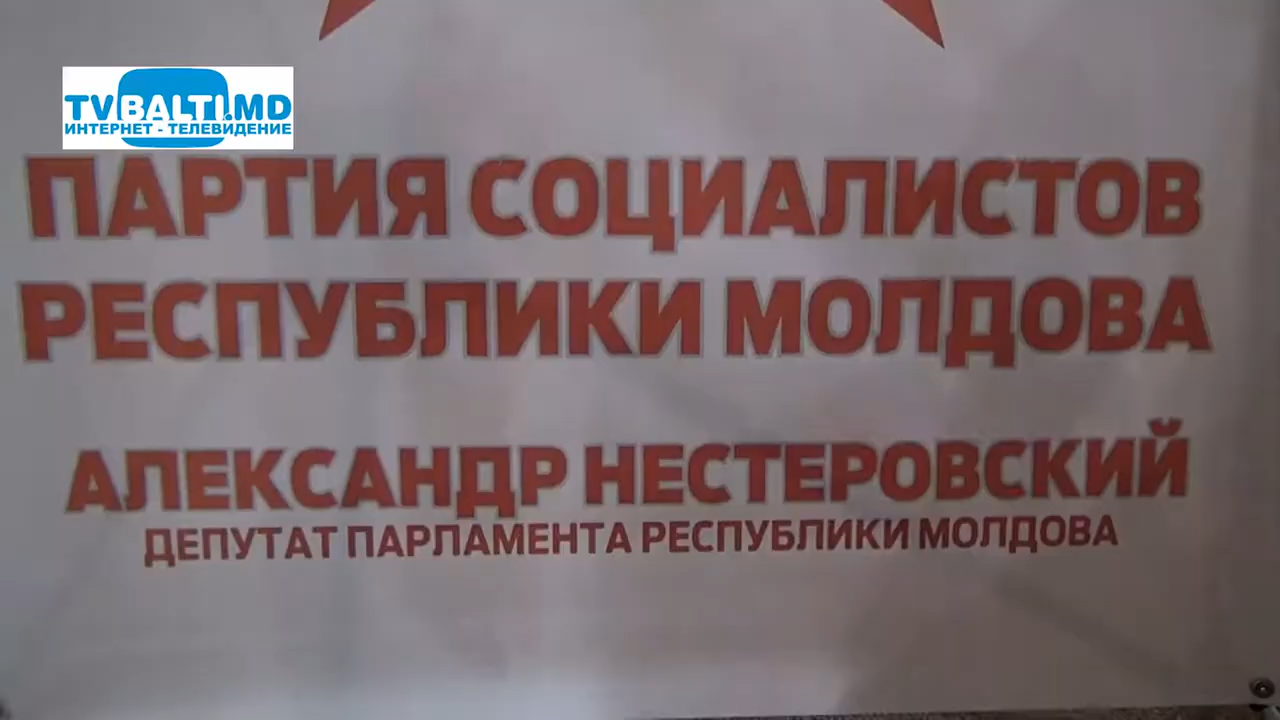 TVBALTI.MD
ИНТЕРНЕТ - ТЕЛЕВИДЕНИЕ
ПАРТИЯ СОЦИАЛИСТОВ
РЕСПУБЛИКИ МОЛДОВА
АЛЕКСАНДР НЕСТЕРОВСКИЙ
ДЕПУТАТ ПАРЛАМЕНТА РЕСПУБЛИКИ МОЛДОВА